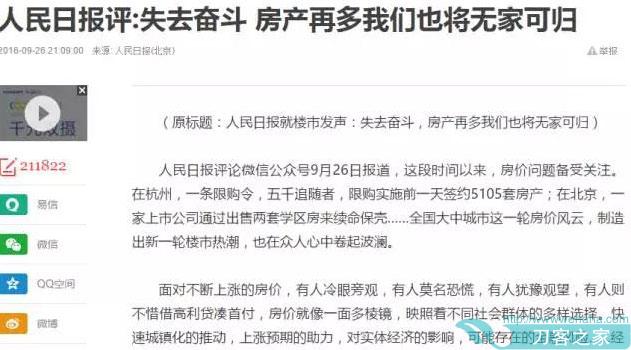 人民日报评:失去奋斗 房产再多我们也将无家可归
2016-09-26 21:09:00 来源: 人民日报(北京)
举报
千元双摄
(原标题:人民日报就楼市发声:失去奋斗,房产再多我们也将无家可归)
211822
人民日报评论微信公众号9月26日报道,这段时间以来,房价问题备受关注。
在杭州,一条限购令,五千追随者,限购实施前一天签约5105套房产;在北京,一
易信
家上市公司通过出售两套学区房来续命保壳......全国大中城市这一轮房价风云,制造
微信
出新一轮楼市热潮,也在众人心中卷起波澜。
QQ空间
面对不断上涨的房价,有人冷眼旁观,有人莫名恐慌,有人犹豫观望,有人则
不惜借高利贷凑首付,房价就像一面多棱镜,映照着不同社会群体的多样选择。快
微博
速城镇化的推动,上涨预期的助力,对实体经济的影响,可能存在的
经
刀客之家